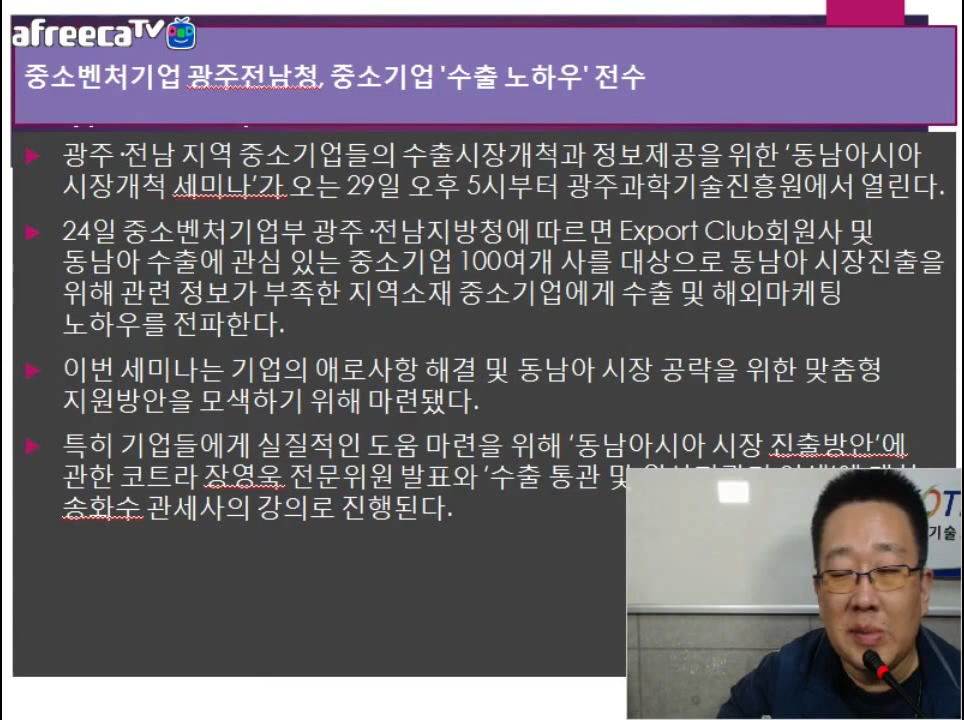 afreecaTV
중소벤처기업 광주전남청, 중소기업 '수출 노하우' 전수
광주·전남 지역 중소기업들의 수출시장개척과 정보제공을 위한 '동남아시아
시장개척 세미나'가 오는 29일 오후 5시부터 광주과학기술진흥원에서 열린다.
24일 중소벤처기업부 광주·전남지방청에 따르면 Export Club회원사 및
동남아 수출에 관심 있는 중소기업 100여개 사를 대상으로 동남아 시장진출을
위해 관련 정보가 부족한 지역소재 중소기업에게 수출 및 해외마케팅
노하우를 전파한다.
이번 세미나는 기업의 애로사항 해결 및 동남아 시장 공략을 위한 맞춤형
지원방안을 모색하기 위해 마련됐다.
특히 기업들에게 실질적인 도움 마련을 위해 '동남아시아 시장 진출방안'에
관한 코트라 장영욱 전문위원 발표와 '수출 통관 및
송화수 관세사의 강의로 진행된다.
기술